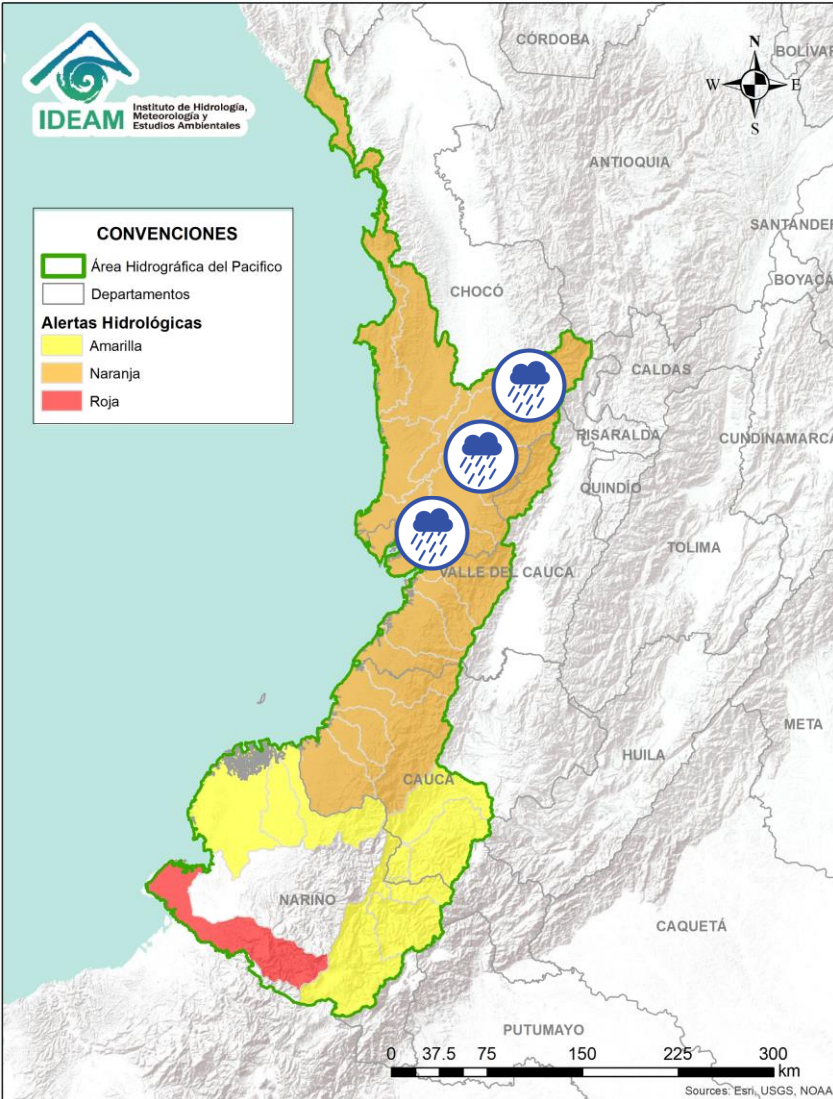 IDEAM
Instituto de Hidrología,
Meteorología y
Estudios Ambientales
N
W
E
S
CÓRDOBA
BOLÍVAR
ANTIOQUIA
SANTANDER
BOYACÁ
CONVENCIONES
Área Hidrográfica del Pacifico
Departamentos
Alertas Hidrológicas
Amarilla
Naranja
Roja
CHOCÓ
CALDAS
RISARALDA
CUNDINAMARCA
QUINDÍO
TOLIMA
VALLE DEL CAUCA
META
HUILA
CAUCA
NARIÑO
CAQUETÁ
PUTUMAYO
0 37.5 75 150 225 300
km
Sources: Esri, USGS, NOAA